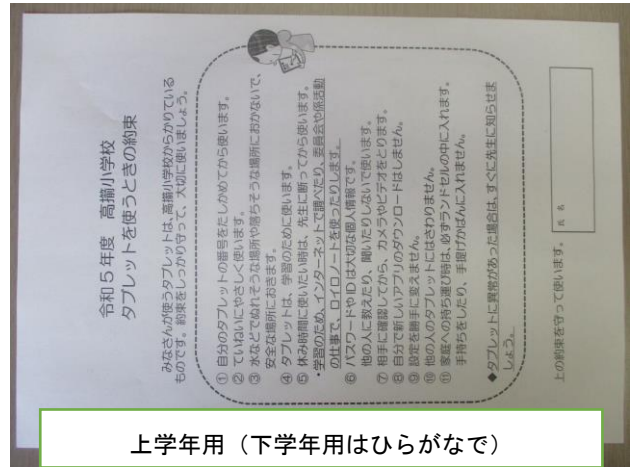 令和5年度　高擶小学校
タブレットを使うときの約束
みなさんが使うタブレットは、高擶小学校からかりている
ものです。約束をしっかり守って、大切に使いましょう。
① 自分のタブレットの番号をたしかめてから使います。
② ていねいにやさしく使います。
③ 水などでぬれそうな場所や落ちそうな場所におかないで、
安全な場所におきます。
④ タブレットは、学習のために使います。
⑤ 休み時間に使いたい時は、先生に断ってから使います。
・学習のため、インターネットで調べたり、委員会や係活動
の仕事で、ロイロノートを使ったりします。
⑥ パスワードやIDは大切な個人情報です。
他の人に教えたり、聞いたりしないで使います。
⑦ 相手に確認してから、カメラやビデオをとります。
⑧ 自分で新しいアプリのダウンロードはしません。
⑨ 設定を勝手に変えません。
⑩ 他の人のタブレットにはさわりません。
⑪ 家庭への持ち運び時は、必ずランドセルの中に入れます。
手持ちをしたり、手提げかばんに入れません。
◆タブレットに異常があった場合は、すぐに先生に知らせま
しょう。
上の約束を守って使います。
氏名
上学年用（下学年用はひらがなで）